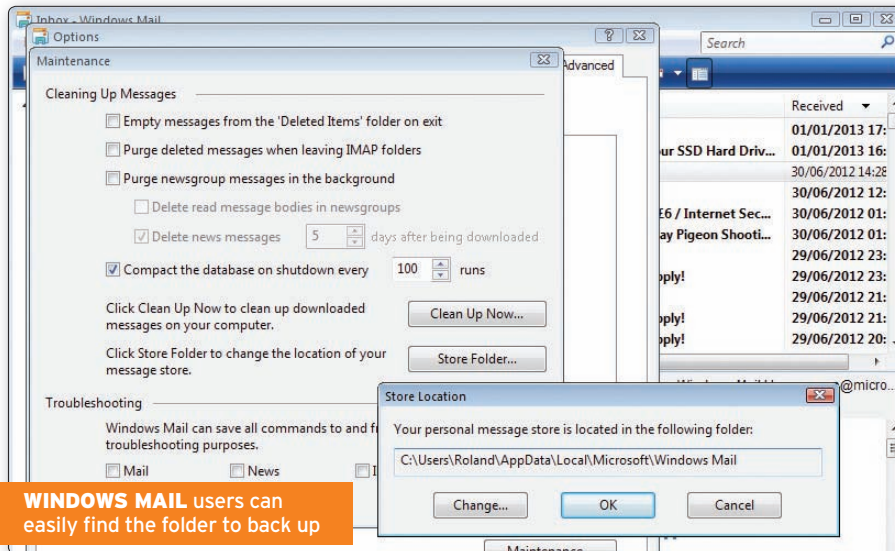 Inbox - Windows Mail
Options
Search
Maintenance
Advanced
Cleaning Up Messages
Empty messages from the 'Deleted Items' folder on exit
Purge deleted messages when leaving IMAP folders
Purge newsgroup messages in the background
Delete read message bodies in newsgroups
Delete news messages 5 days after being downloaded
Compact the database on shutdown every 100 runs
Click Clean Up Now to clean up downloaded
messages on your computer.
Clean Up Now...
Click Store Folder to change the location of your
message store.
Store Folder...
Troubleshooting
Windows Mail can save all commands to and
troubleshooting purposes.
Mail News
Received
01/01/2013 17:
SSD Hard Driv... 01/01/2013 16:
30/06/2012 14:28
30/06/2012 12:
£6 / Internet Sec... 30/06/2012 01:
Pigeon Shooti... 30/06/2012 01:
29/06/2012 23:
29/06/2012 23:
29/06/2012 21:
29/06/2012 21:
29/06/2012 20:
@micro...
Store Location
Your personal message store is located in the following folder:
C:\Users\Roland\AppData\Local\Microsoft\Windows Mail
Change... OK Cancel
WINDOWS MAIL users can
easily find the folder to back up